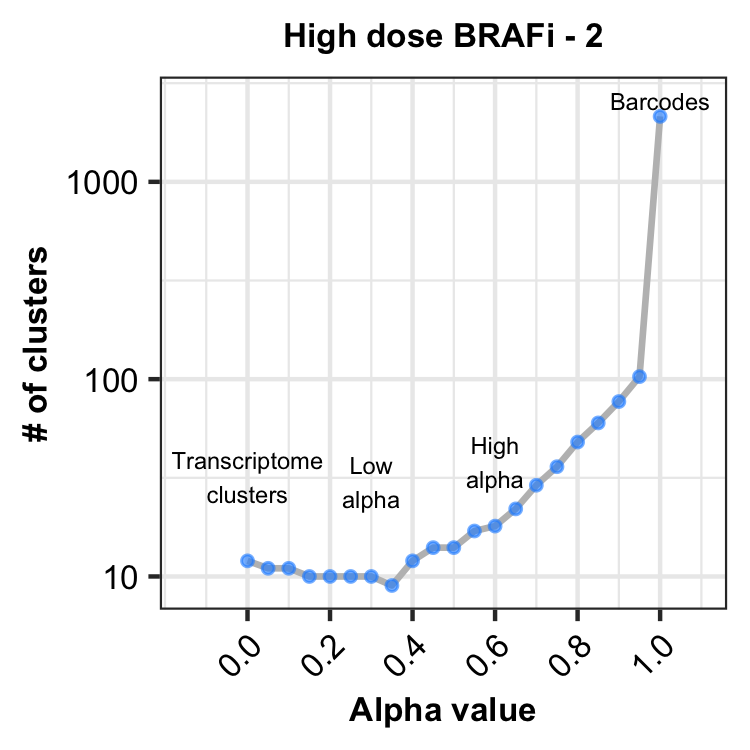 High dose BRAFi - 2
# of clusters
1000
100
10
Barcodes
Transcriptome
clusters
Low
alpha
High
alpha
0.0
0.2
0.4
0.6
0.8
1.0
Alpha value